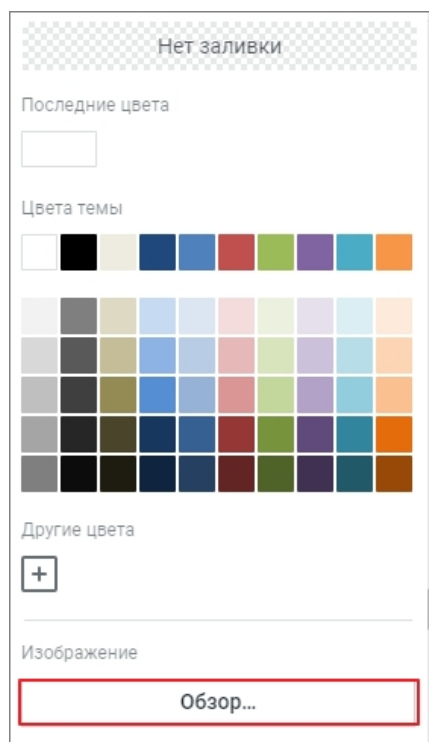 Нет заливки
Последние цвета
Цвета темы
Другие цвета
Изображение
Обзор...